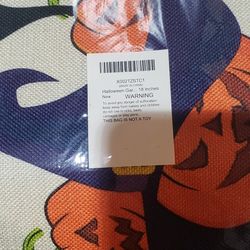 X002TZSTC1
Halloween Gar... 18 inches
New
WARNING
To avoid any danger of suffocation
keep away from babies and children
do not use in cribs, beds,
carriages or play pens.
THIS BAG IS NOT A TOY